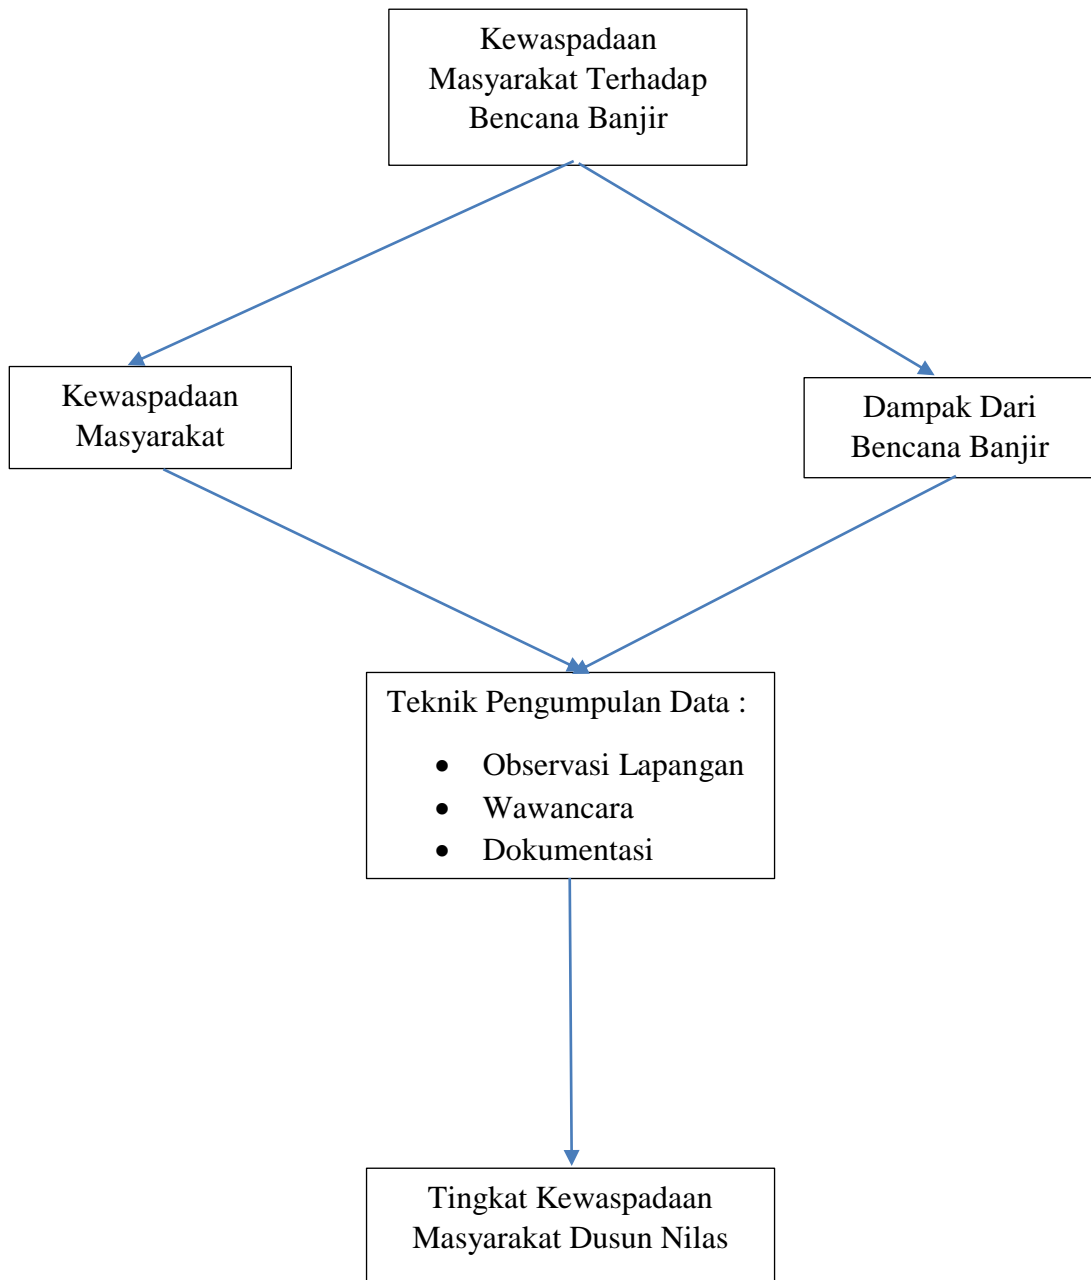 Kewaspadaan
Masyarakat Terhadap
Bencana Banjir
Kewaspadaan
Masyarakat
Dampak Dari
Bencana Banjir
Teknik Pengumpulan Data :
• Observasi Lapangan
• Wawancara
• Dokumentasi
Tingkat Kewaspadaan
Masyarakat Dusun Nilas